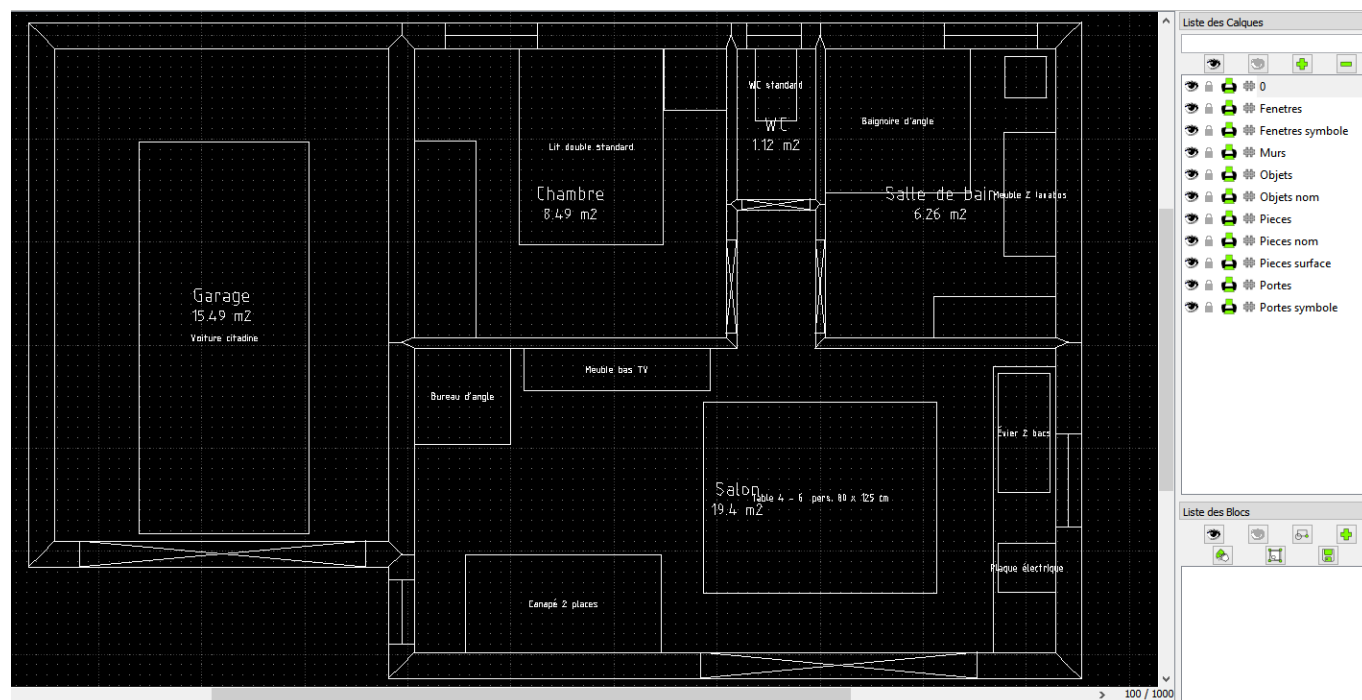 Liste des Calques
0
Fenetres
Fenetres symbole
Murs
Objets
Objets nom
Pieces
Pieces nom
Pieces surface
Portes
Portes symbole
WC standard
WC
1.12 m2
Baignoire d'angle
Lit double standard
Chambre
8.49 m2
Salle de bain
6.26 m2
Meuble 2 lavabos
Garage
15.49 m2
Voiture citadine
Meuble bas TV
Bureau d'angle
Évier 2 bacs
Salon
19.4 m2
Table 4 - 6 pers. 80 x 125 cm
Plaque électrique
Canapé 2 places
Liste des Blocs
100 / 1000